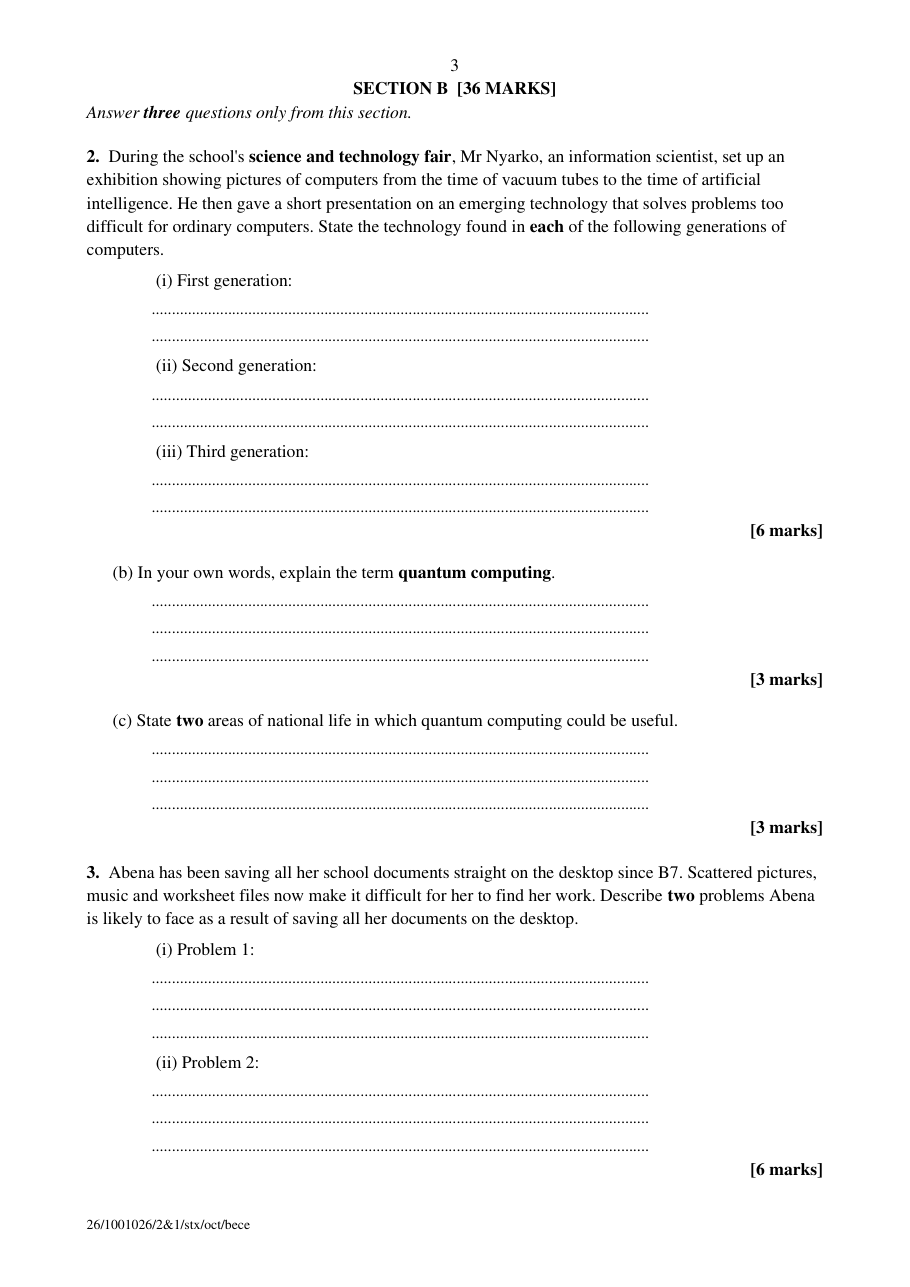 3
SECTION B [36 MARKS]
Answer three questions only from this section.
2. During the school's science and technology fair, Mr Nyarko, an information scientist, set up an
exhibition showing pictures of computers from the time of vacuum tubes to the time of artificial
intelligence. He then gave a short presentation on an emerging technology that solves problems too
difficult for ordinary computers. State the technology found in each of the following generations of
computers.
(i) First generation:
............................................................................................................................
............................................................................................................................
(ii) Second generation:
............................................................................................................................
............................................................................................................................
(iii) Third generation:
............................................................................................................................
............................................................................................................................
[6 marks]
(b) In your own words, explain the term quantum computing.
............................................................................................................................
............................................................................................................................
............................................................................................................................
[3 marks]
(c) State two areas of national life in which quantum computing could be useful.
............................................................................................................................
............................................................................................................................
............................................................................................................................
[3 marks]
3. Abena has been saving all her school documents straight on the desktop since B7. Scattered pictures,
music and worksheet files now make it difficult for her to find her work. Describe two problems Abena
is likely to face as a result of saving all her documents on the desktop.
(i) Problem 1:
............................................................................................................................
............................................................................................................................
............................................................................................................................
(ii) Problem 2:
............................................................................................................................
............................................................................................................................
............................................................................................................................
[6 marks]
26/1001026/2&1/stx/oct/bece